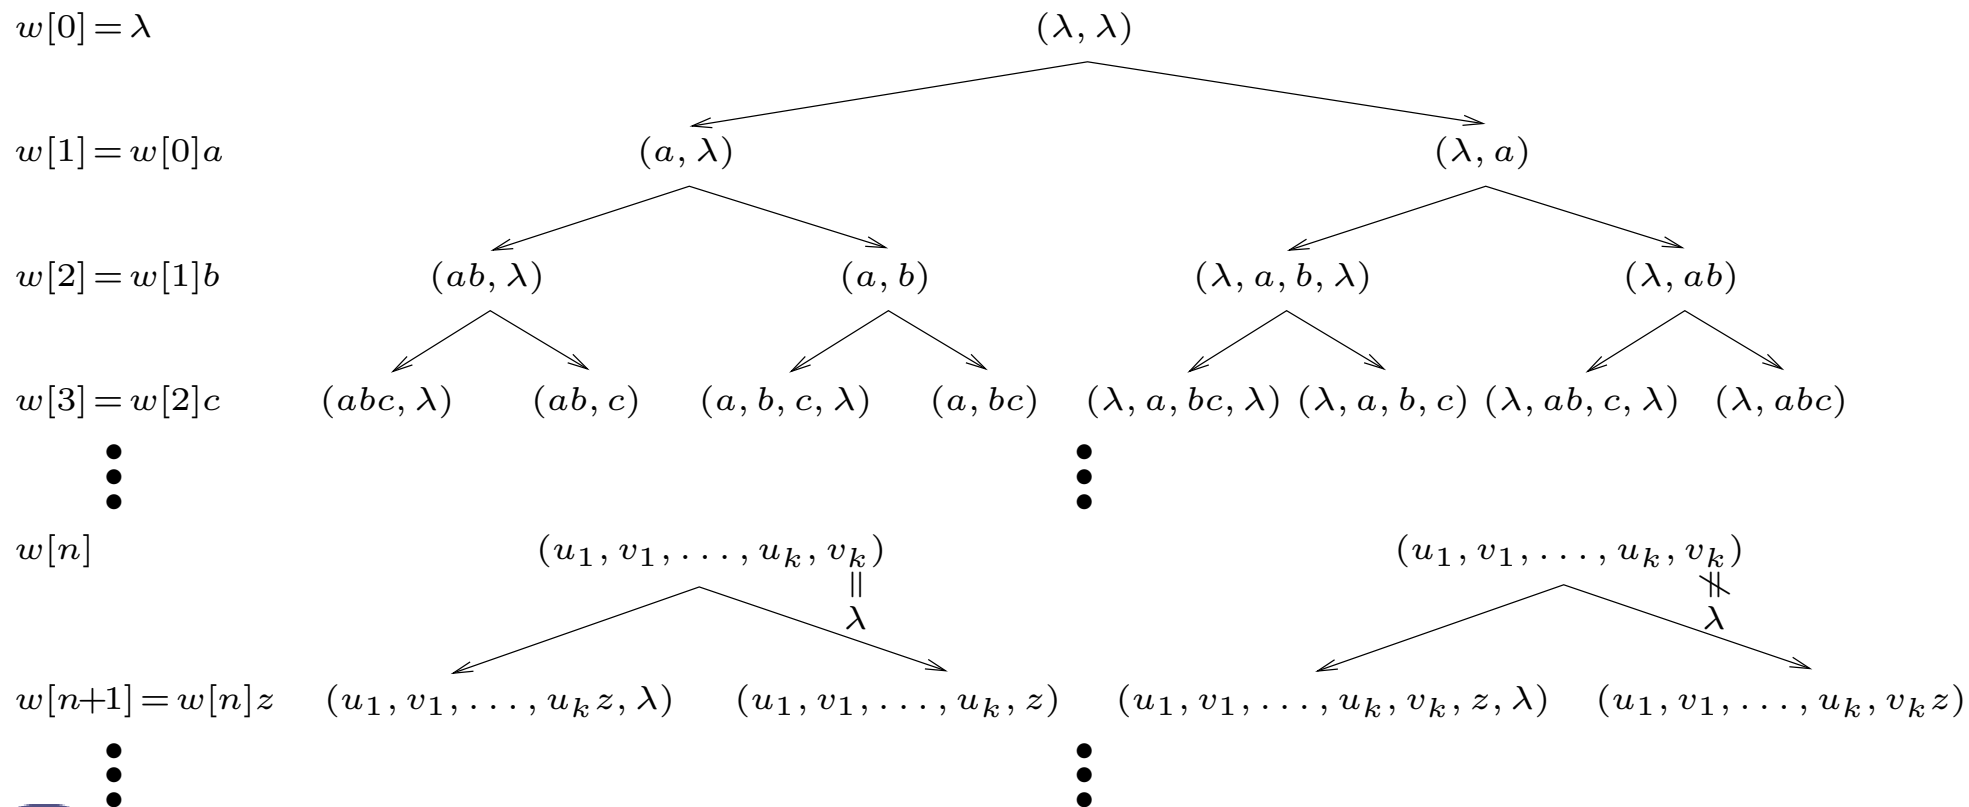 w[0] = λ (λ, λ)
w[1] = w[0]a (a, λ) (λ, a)
w[2] = w[1]b (ab, λ) (a, b) (λ, a, b, λ) (λ, ab)
w[3] = w[2]c (abc, λ) (ab, c) (a, b, c, λ) (a, bc) (λ, a, bc, λ) (λ, a, b, c) (λ, ab, c, λ) (λ, abc)
w[n] (u₁, v₁, . . . , uₖ, vₖ) (u₁, v₁, . . . , uₖ, vₖ)
= ≠
λ λ
w[n+1] = w[n]z (u₁, v₁, . . . , uₖz, λ) (u₁, v₁, . . . , uₖ, z) (u₁, v₁, . . . , uₖ, vₖ, z, λ) (u₁, v₁, . . . , uₖ, vₖz)